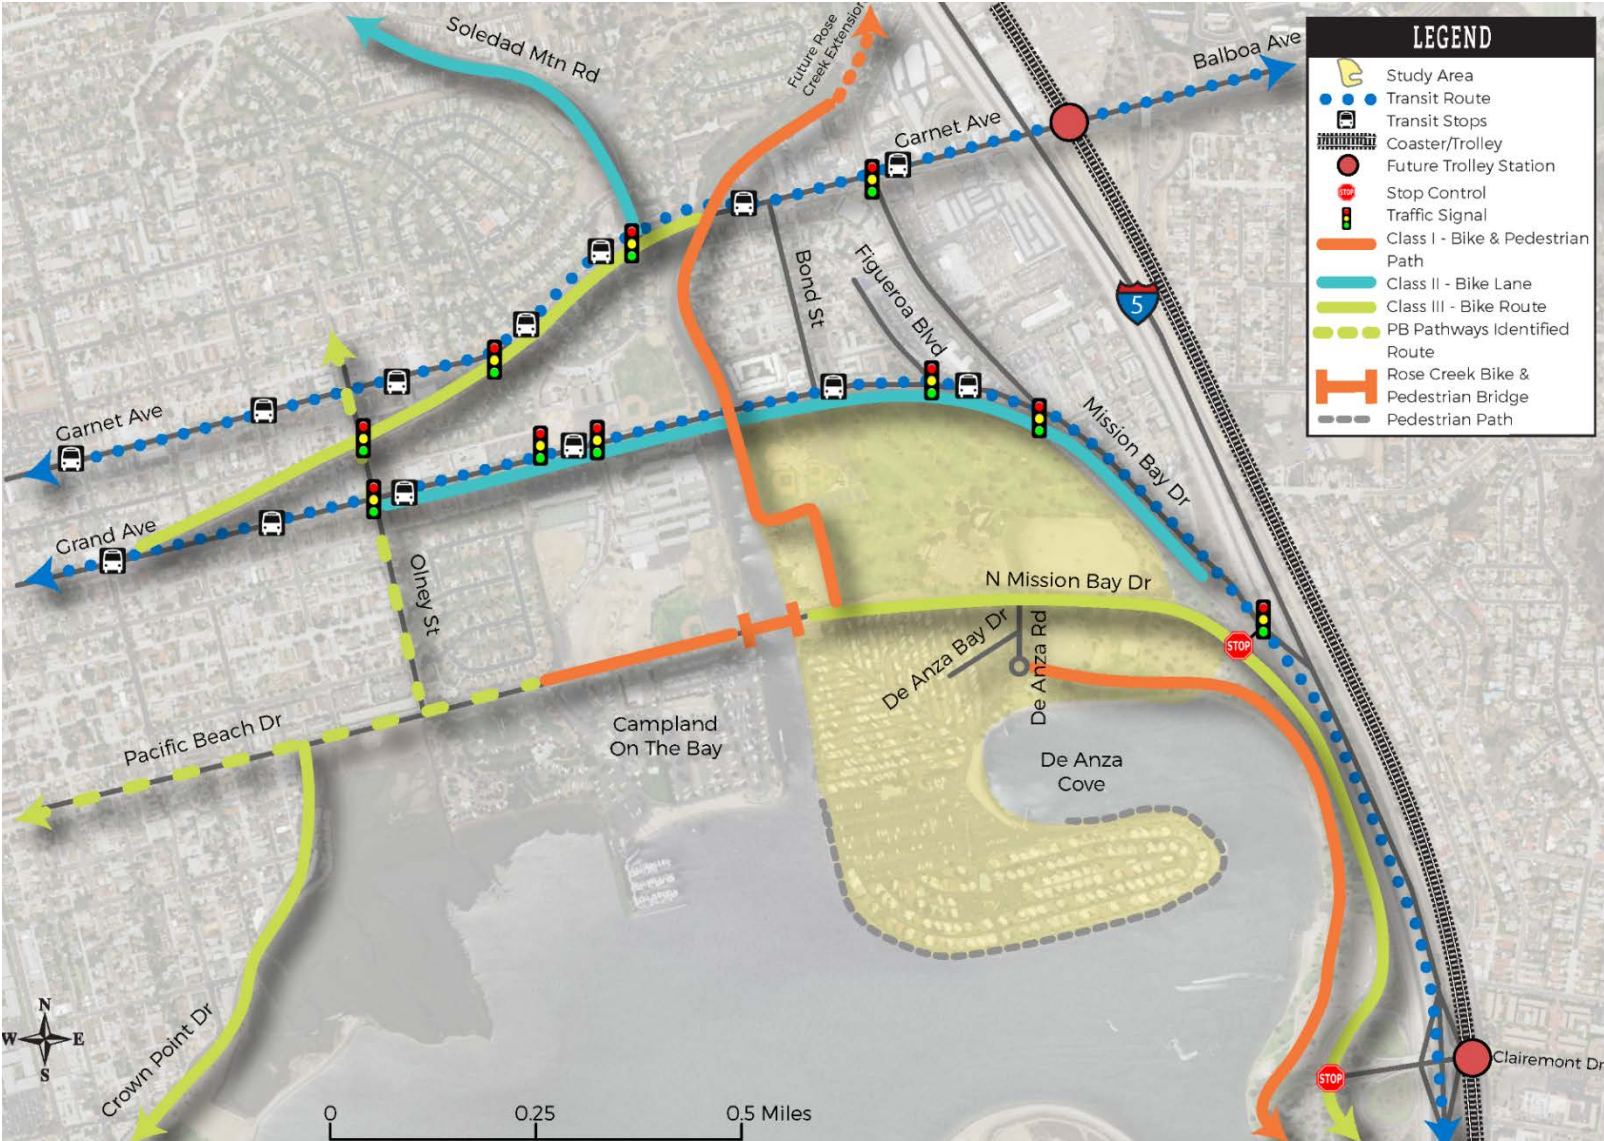 Soledad Mtn Rd
Future Rose
Creek Extension
Garnet Ave
Balboa Ave
LEGEND
Study Area
Transit Route
Transit Stops
Coaster/Trolley
Future Trolley Station
STOP
Stop Control
Traffic Signal
Class I - Bike & Pedestrian
Path
Class II - Bike Lane
Class III - Bike Route
PB Pathways Identified
Route
Rose Creek Bike &
Pedestrian Bridge
Pedestrian Path
5
Bond St
Figueroa Blvd
Mission Bay Dr
Garnet Ave
Grand Ave
Olney St
N Mission Bay Dr
De Anza Bay Dr
De Anza Rd
STOP
Pacific Beach Dr
Campland
On The Bay
De Anza
Cove
Crown Point Dr
N
W
E
S
STOP
Clairemont Dr
0
0.25
0.5 Miles